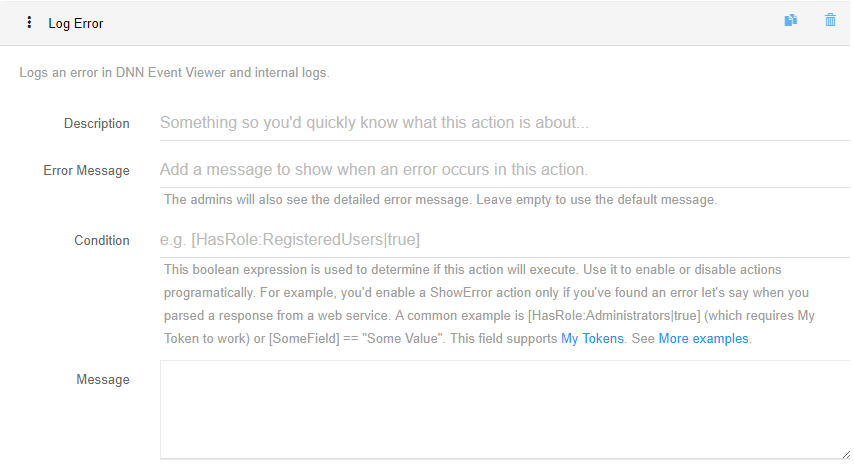 Log Error
Logs an error in DNN Event Viewer and internal logs.
Description
Something so you'd quickly know what this action is about...
Error Message
Add a message to show when an error occurs in this action.
The admins will also see the detailed error message. Leave empty to use the default message.
Condition
e.g. [HasRole:RegisteredUsers|true]
This boolean expression is used to determine if this action will execute. Use it to enable or disable actions
programatically. For example, you'd enable a ShowError action only if you've found an error let's say when you
parsed a response from a web service. A common example is [HasRole:Administrators|true] (which requires My
Token to work) or [SomeField] == "Some Value". This field supports My Tokens. See More examples.
Message